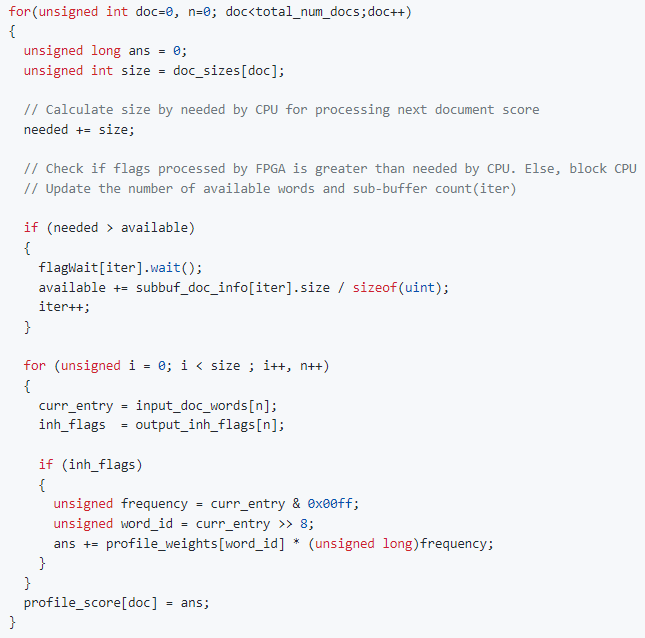 for(unsigned int doc=0, n=0; doc<total_num_docs;doc++)
{
  unsigned long ans = 0;
  unsigned int size = doc_sizes[doc];

  // Calculate size by needed by CPU for processing next document score
  needed += size;

  // Check if flags processed by FPGA is greater than needed by CPU. Else, block CPU
  // Update the number of available words and sub-buffer count(iter)

  if (needed > available)
  {
    flagWait[iter].wait();
    available += subbuf_doc_info[iter].size / sizeof(uint);
    iter++;
  }

  for (unsigned i = 0; i < size ; i++, n++)
  {
    curr_entry = input_doc_words[n];
    inh_flags  = output_inh_flags[n];

    if (inh_flags)
    {
      unsigned frequency = curr_entry & 0x00ff;
      unsigned word_id = curr_entry >> 8;
      ans += profile_weights[word_id] * (unsigned long)frequency;
    }
  }
  profile_score[doc] = ans;
}